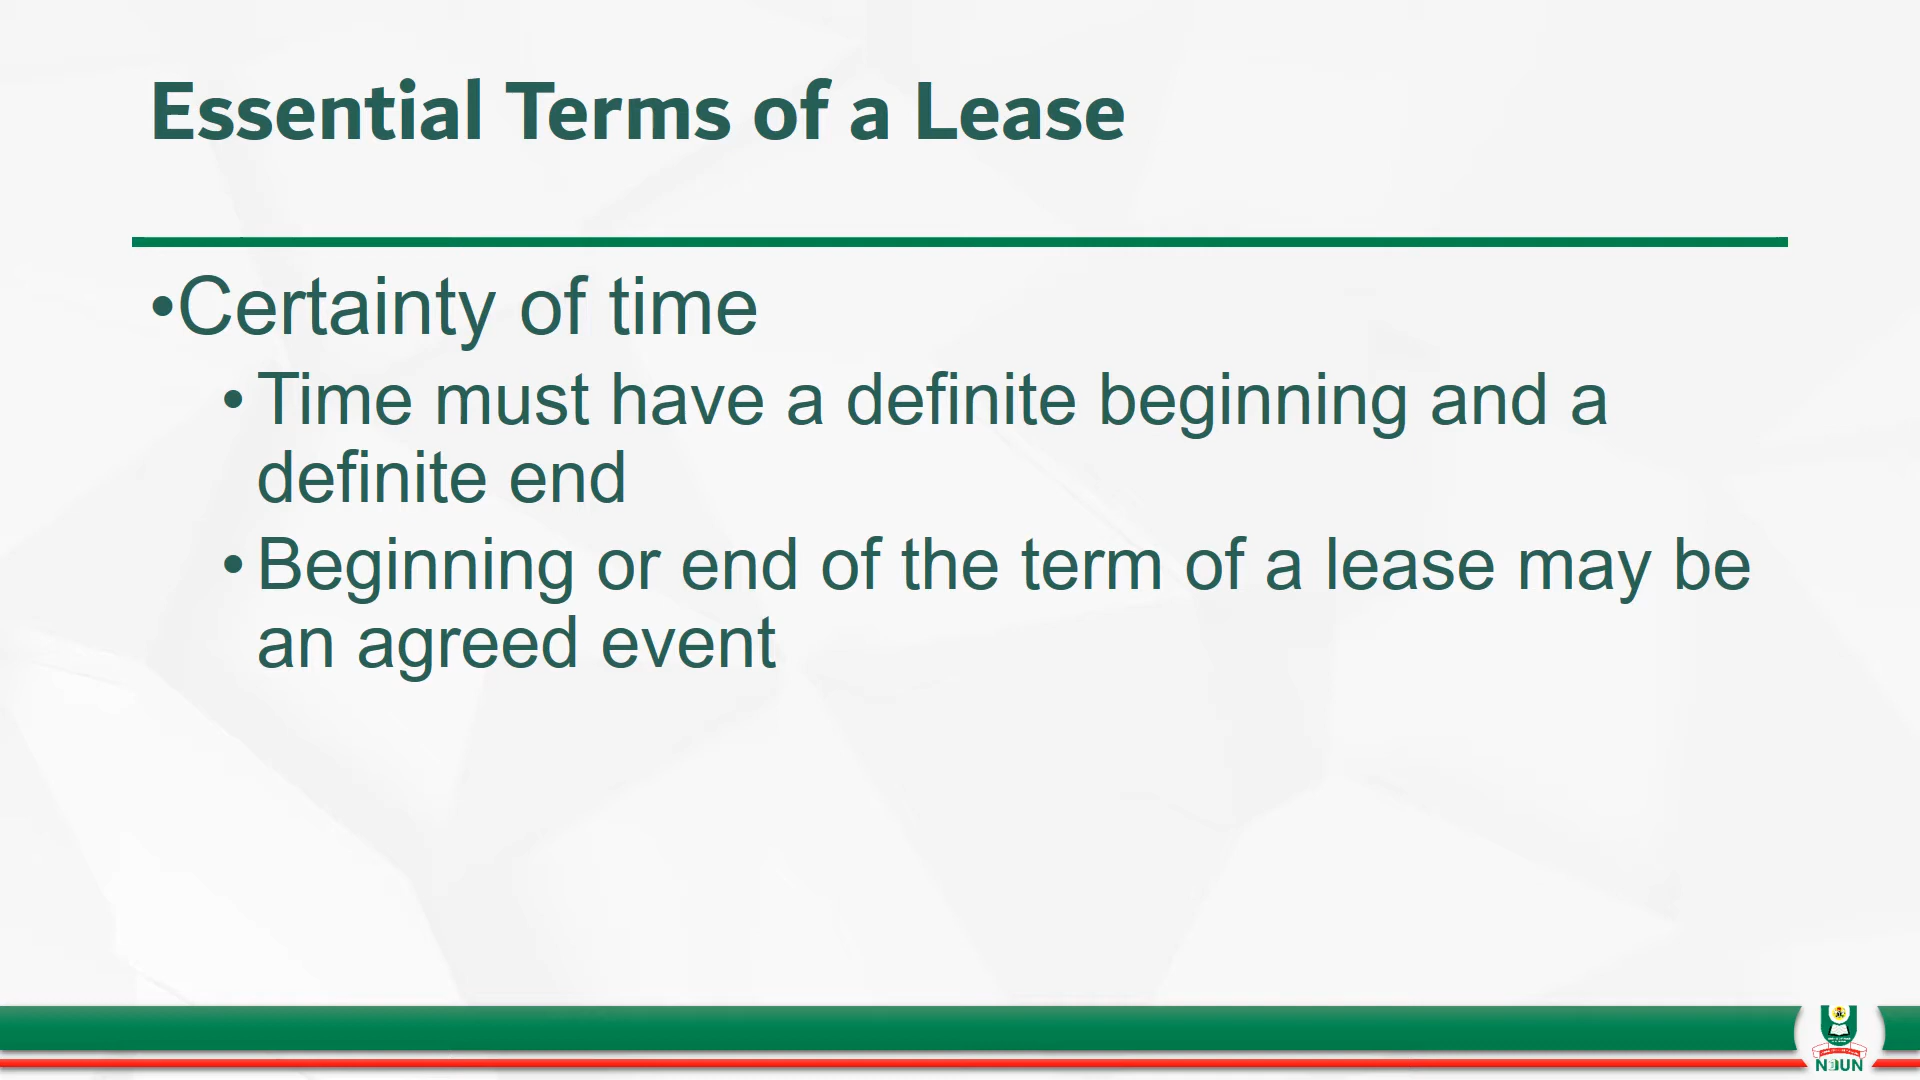 Essential Terms of a Lease
•Certainty of time
• Time must have a definite beginning and a
definite end
• Beginning or end of the term of a lease may be
an agreed event
NOUN